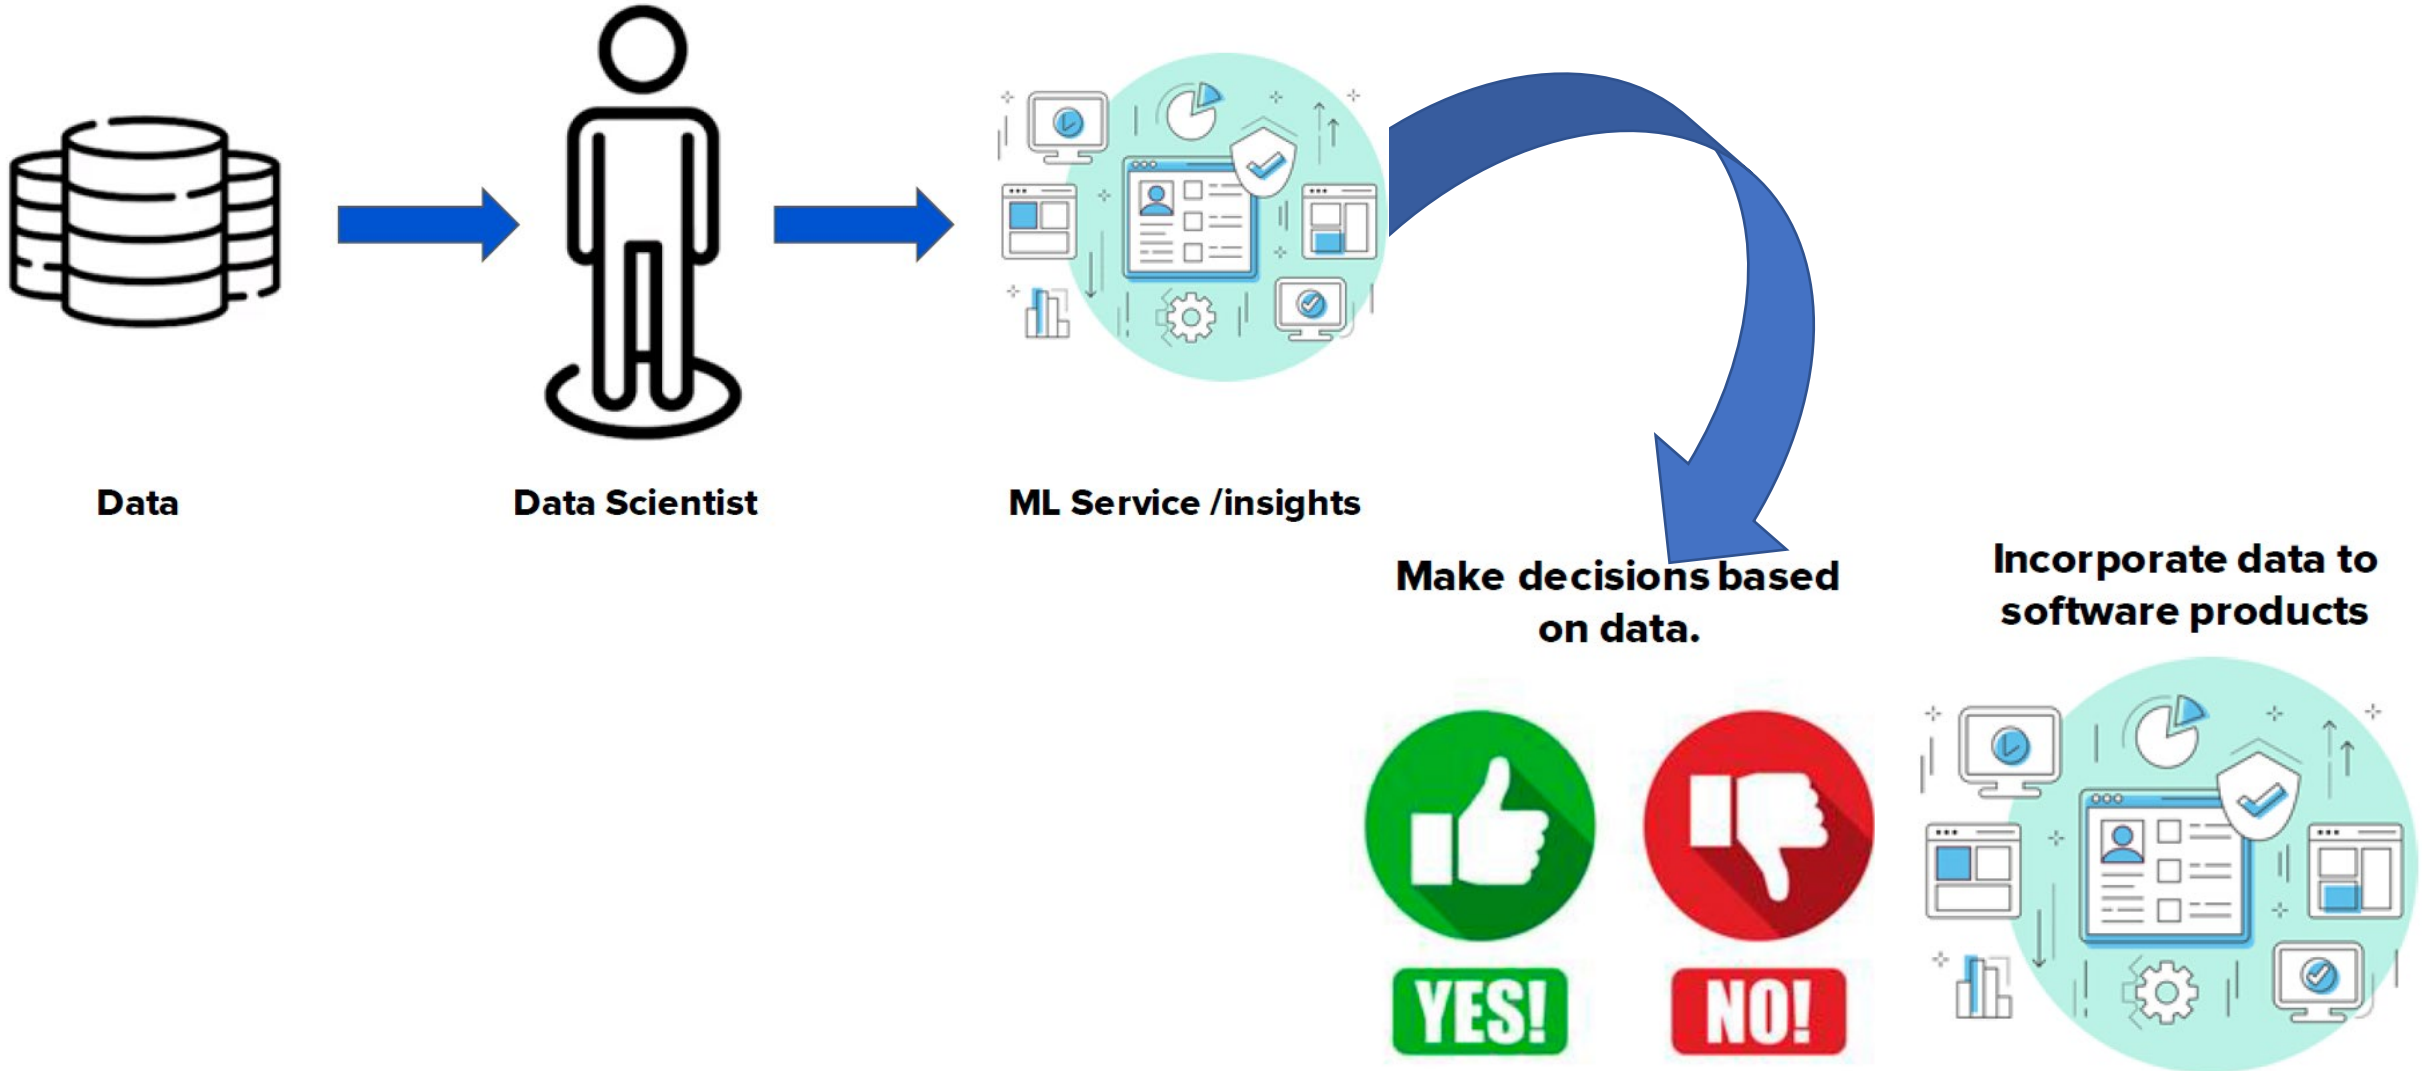 Data
Data Scientist
ML Service /insights
Make decisions based
on data.
Incorporate data to
software products
YES!
NO!